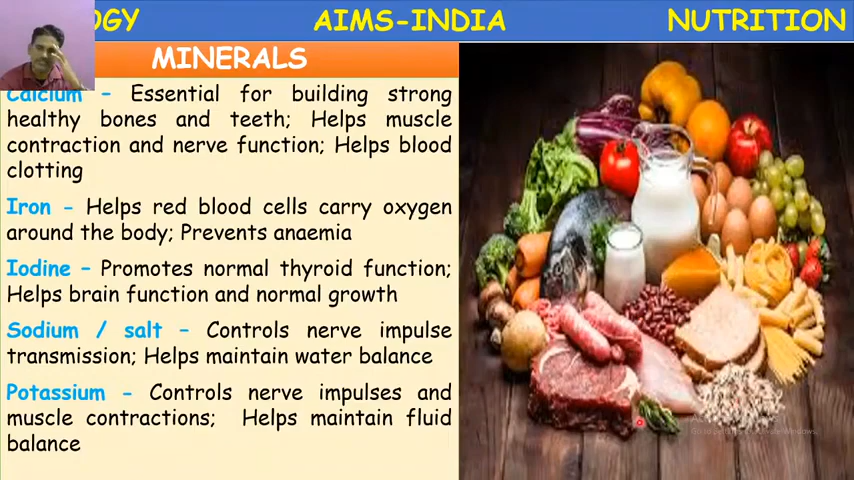 OGY
AIMS-INDIA
NUTRITION
MINERALS
Calcium – Essential for building strong
healthy bones and teeth; Helps muscle
contraction and nerve function; Helps blood
clotting
Iron – Helps red blood cells carry oxygen
around the body; Prevents anaemia
Iodine – Promotes normal thyroid function;
Helps brain function and normal growth
Sodium / salt – Controls nerve impulse
transmission; Helps maintain water balance
Potassium – Controls nerve impulses and
muscle contractions; Helps maintain fluid
balance